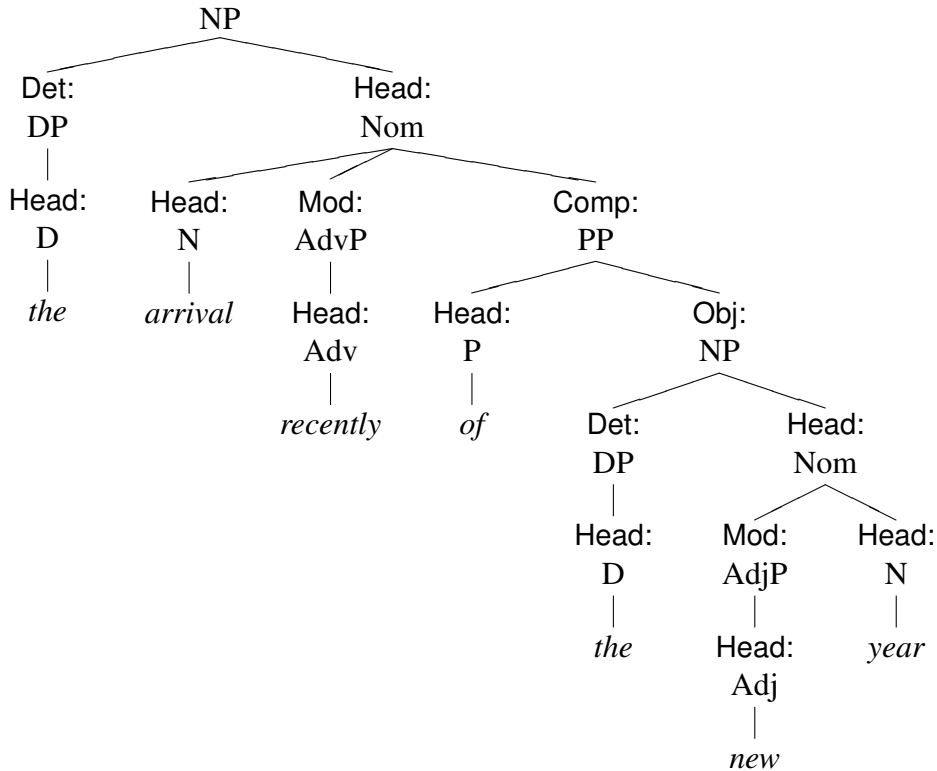 NP
Det: Head:
DP Nom
Head: Head: Mod: Comp:
D N AdvP PP
the arrival Head: Head: Obj:
Adv P NP
recently of Det: Head:
DP Nom
Head: Mod: Head:
D AdjP N
the Head: year
Adj
new